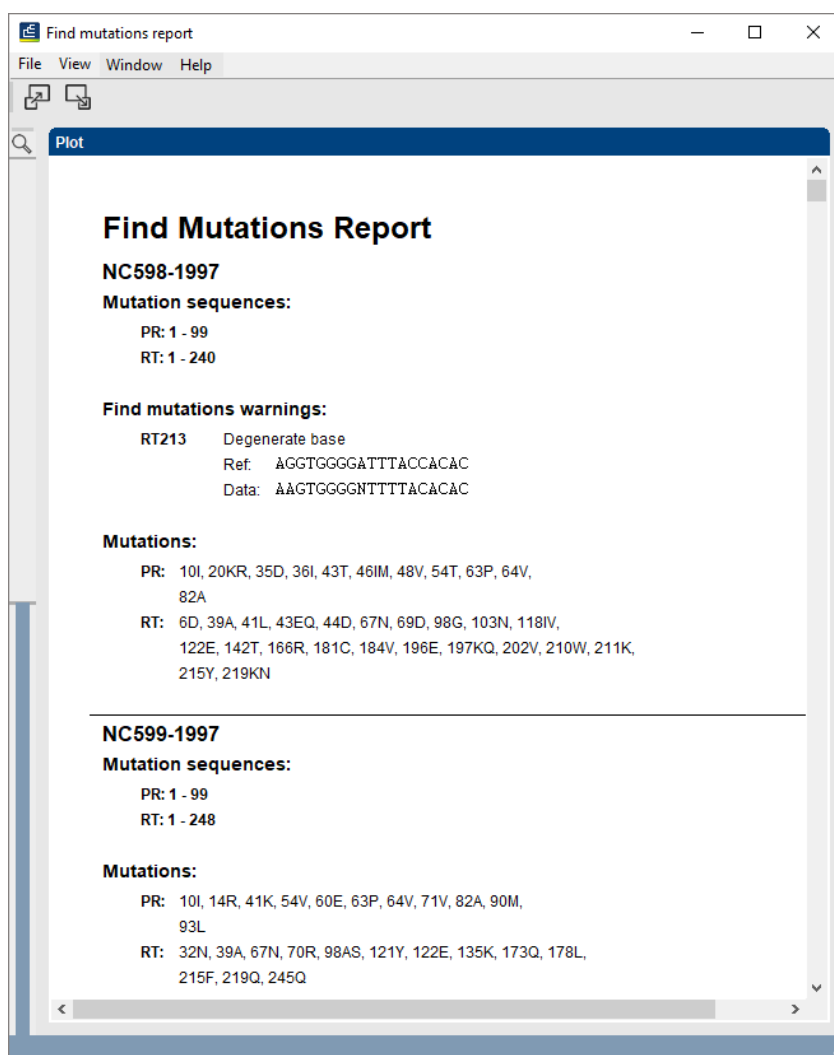 Find mutations report
File View Window Help
Plot
Find Mutations Report
NC598-1997
Mutation sequences:
PR: 1 - 99
RT: 1 - 240
Find mutations warnings:
RT213 Degenerate base
Ref: AGGTGGGGATTTACCACAC
Data: AAGTGGGGNTTTTACACAC
Mutations:
PR: 10I, 20KR, 35D, 36I, 43T, 46IM, 48V, 54T, 63P, 64V,
82A
RT: 6D, 39A, 41L, 43EQ, 44D, 67N, 69D, 98G, 103N, 118IV,
122E, 142T, 166R, 181C, 184V, 196E, 197KQ, 202V, 210W, 211K,
215Y, 219KN
NC599-1997
Mutation sequences:
PR: 1 - 99
RT: 1 - 248
Mutations:
PR: 10I, 14R, 41K, 54V, 60E, 63P, 64V, 71V, 82A, 90M,
93L
RT: 32N, 39A, 67N, 70R, 98AS, 121Y, 122E, 135K, 173Q, 178L,
215F, 219Q, 245Q